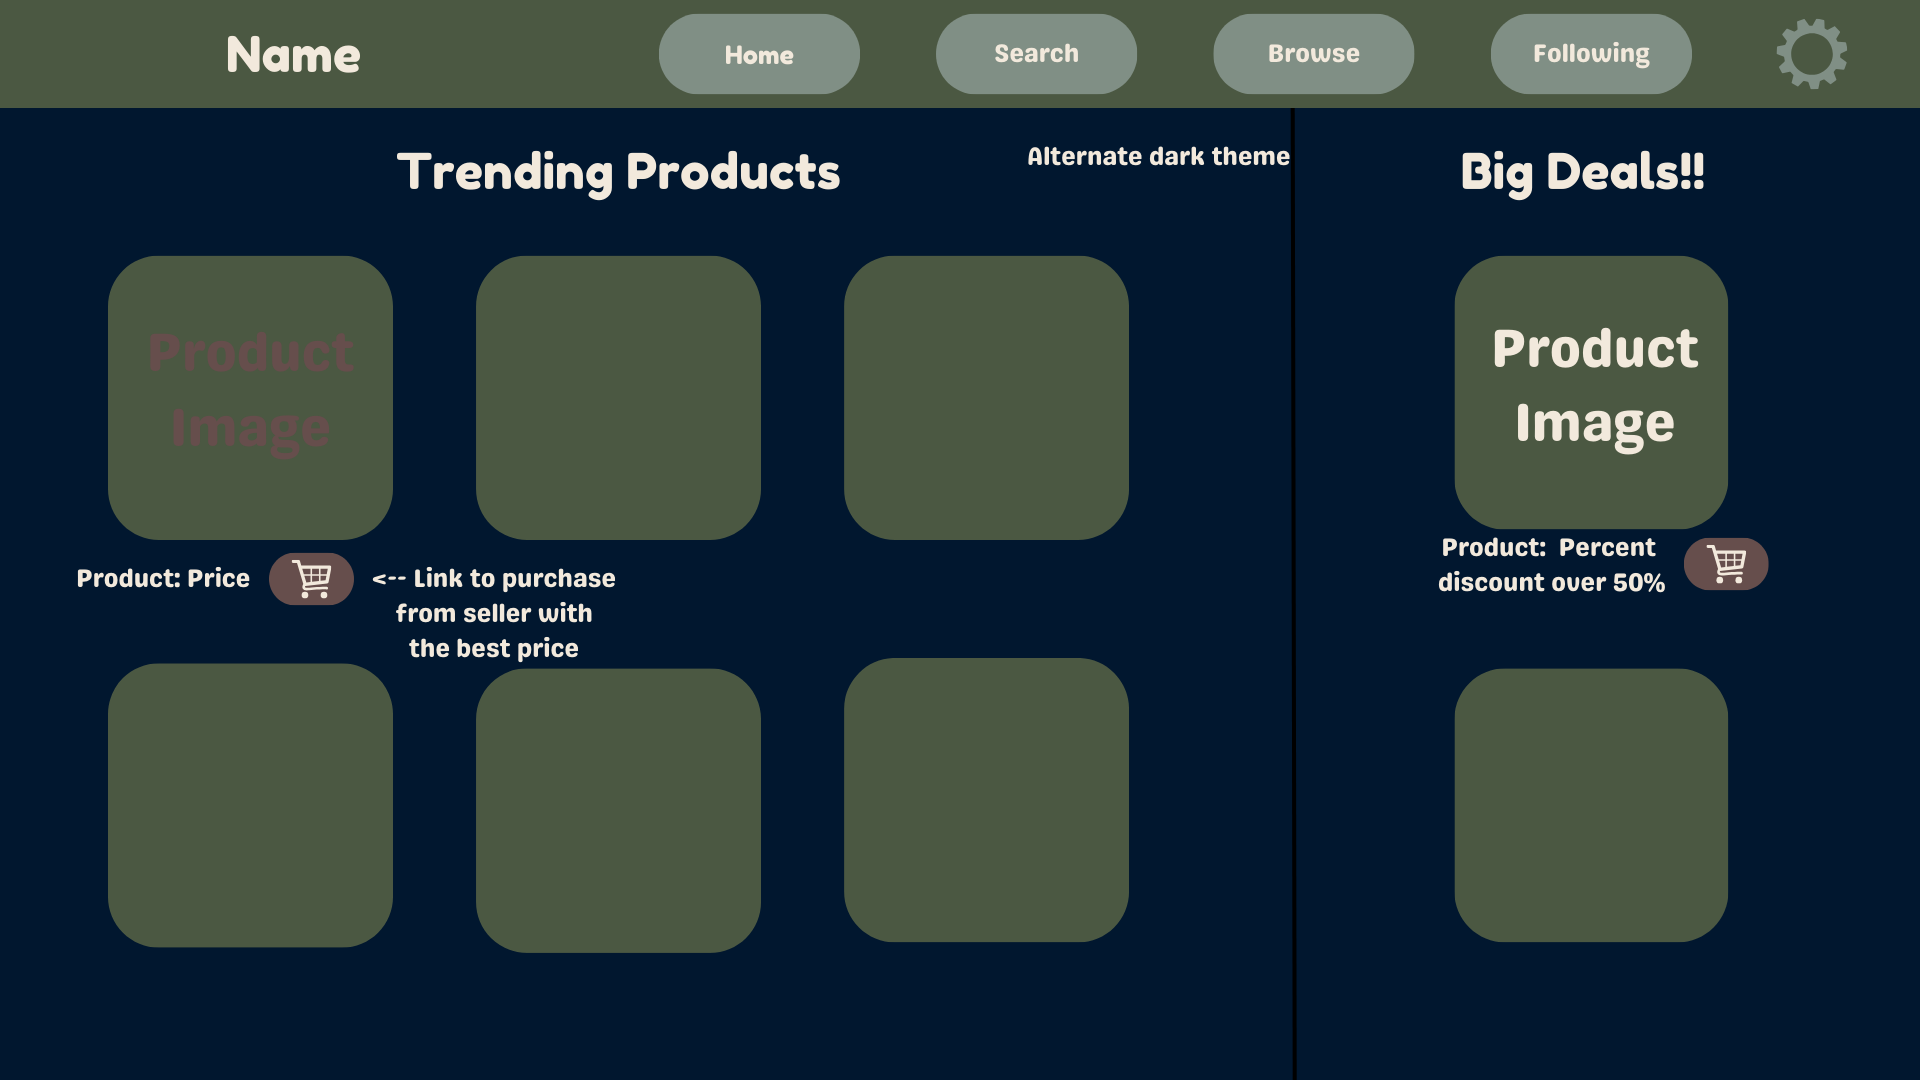 Name
Home
Search
Browse
Following
Trending Products
Alternate dark theme
Big Deals!!
Product
Image
Product
Image
Product: Price
<-- Link to purchase
from seller with
the best price
Product:  Percent
discount over 50%